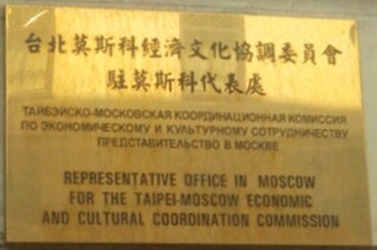 台北莫斯科經濟文化協調委員會
駐莫斯科代表處
ТАЙБЭЙСКО-МОСКОВСКАЯ КООРДИНАЦИОННАЯ КОМИССИЯ
ПО ЭКОНОМИЧЕСКОМУ И КУЛЬТУРНОМУ СОТРУДНИЧЕСТВУ
ПРЕДСТАВИТЕЛЬСТВО В МОСКВЕ
REPRESENTATIVE OFFICE IN MOSCOW
FOR THE TAIPEI-MOSCOW ECONOMIC
AND CULTURAL COORDINATION COMMISSION